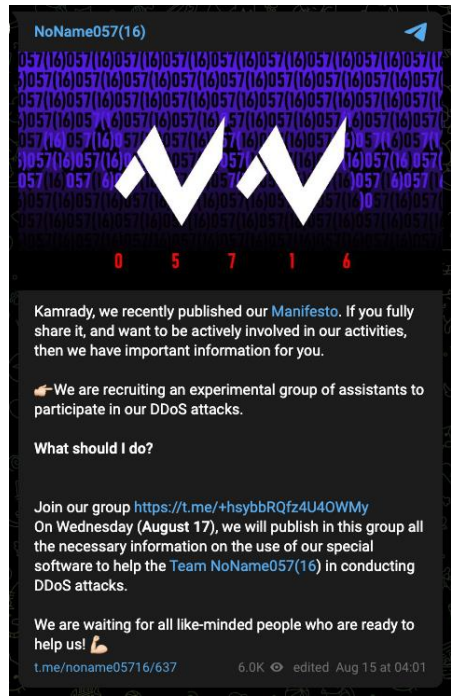 NoName057(16)
0 5 7 1 6
Kamrady, we recently published our Manifesto. If you fully
share it, and want to be actively involved in our activities,
then we have important information for you.
👉🏻We are recruiting an experimental group of assistants to
participate in our DDoS attacks.
What should I do?
Join our group https://t.me/+hsybbRQfz4U4OWMy
On Wednesday (August 17), we will publish in this group all
the necessary information on the use of our special
software to help the Team NoName057(16) in conducting
DDoS attacks.
We are waiting for all like-minded people who are ready to
help us! 💪🏻
t.me/noname05716/637 6.0K edited Aug 15 at 04:01